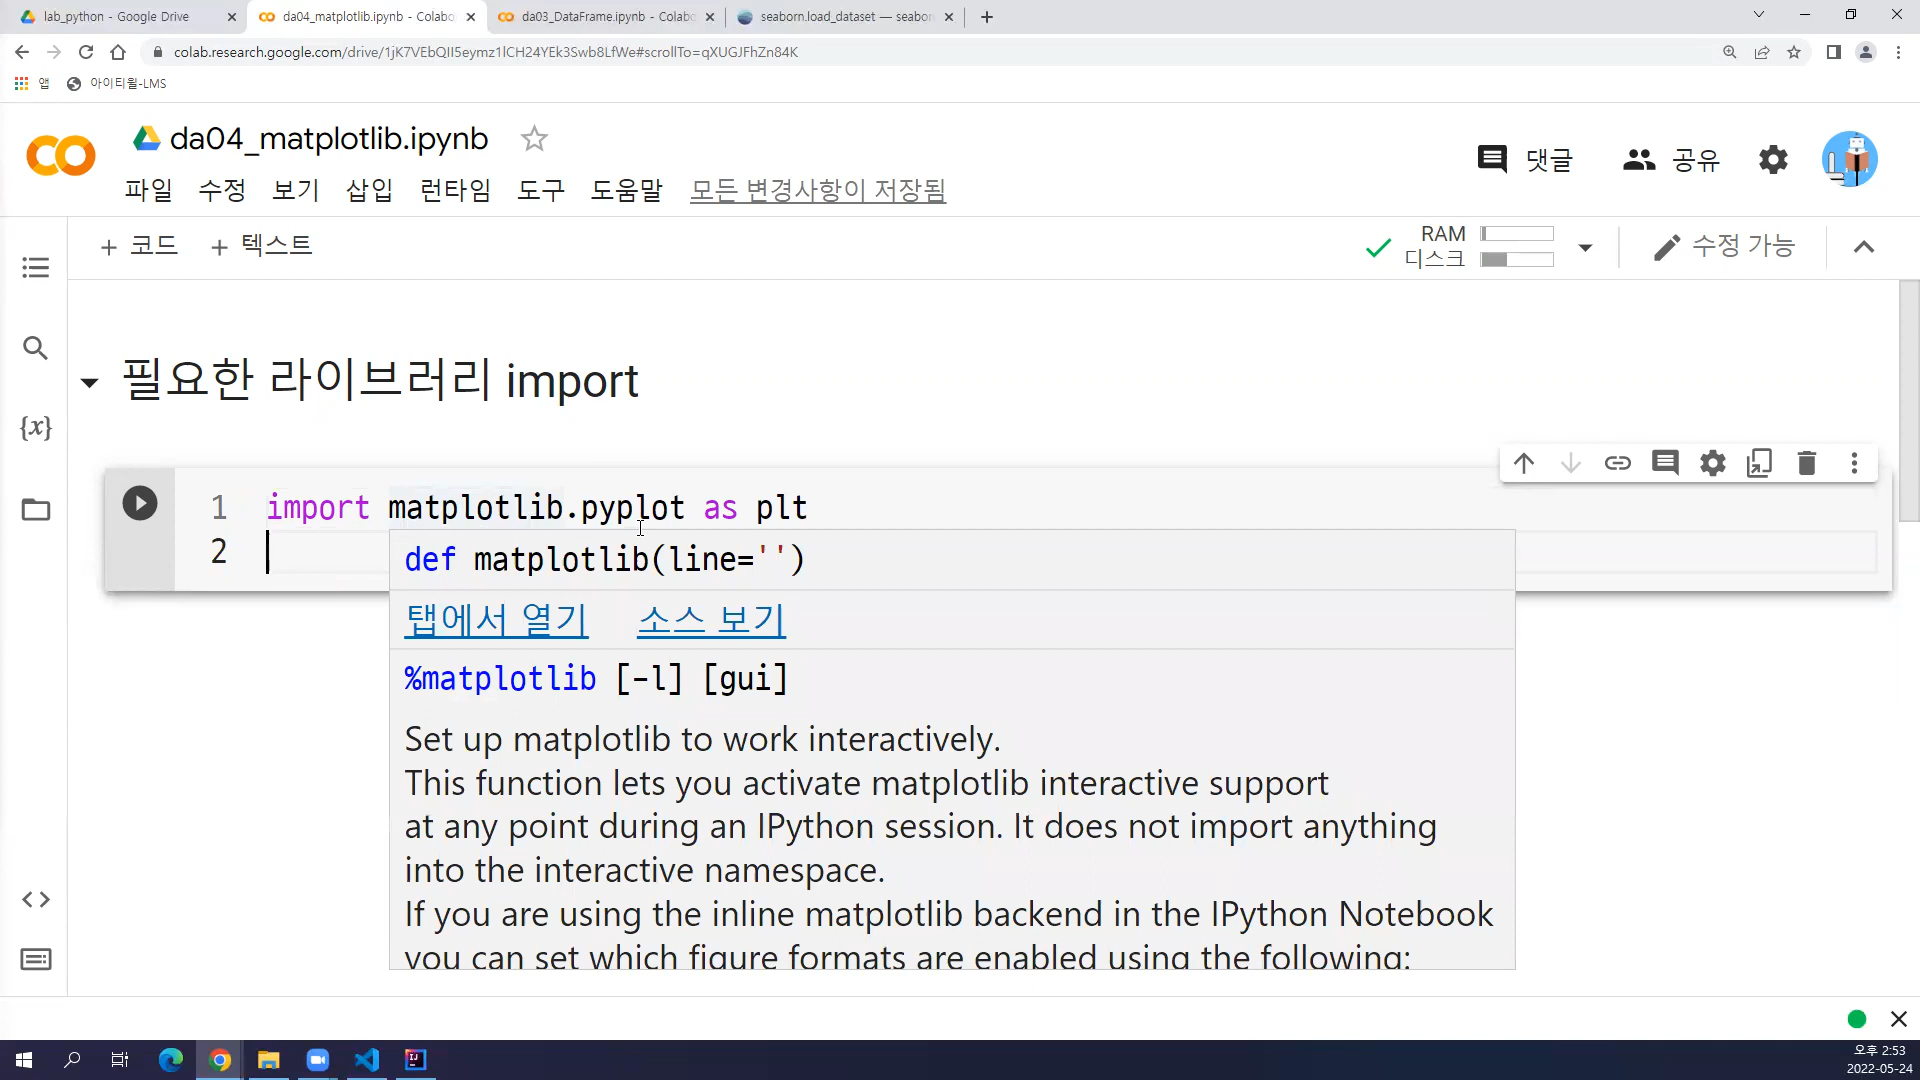 lab_python - Google Drive
da04_matplotlib.ipynb - Colabo
da03_DataFrame.ipynb - Colabo
seaborn.load_dataset — seabor
colab.research.google.com/drive/1jK7VEbQII5eymz1lCH24YEk3Swb8LfWe#scrollTo=qXUGJFhZn84K
앱
아이티윌-LMS
da04_matplotlib.ipynb
댓글
공유
파일 수정 보기 삽입 런타임 도구 도움말 모든 변경사항이 저장됨
+ 코드 + 텍스트
RAM
디스크
수정 가능
필요한 라이브러리 import
{x}
1 import matplotlib.pyplot as plt
2
def matplotlib(line='')
탭에서 열기 소스 보기
%matplotlib [-l] [gui]
Set up matplotlib to work interactively.
This function lets you activate matplotlib interactive support
at any point during an IPython session. It does not import anything
into the interactive namespace.
If you are using the inline matplotlib backend in the IPython Notebook
you can set which figure formats are enabled using the following:
오후 2:53
2022-05-24